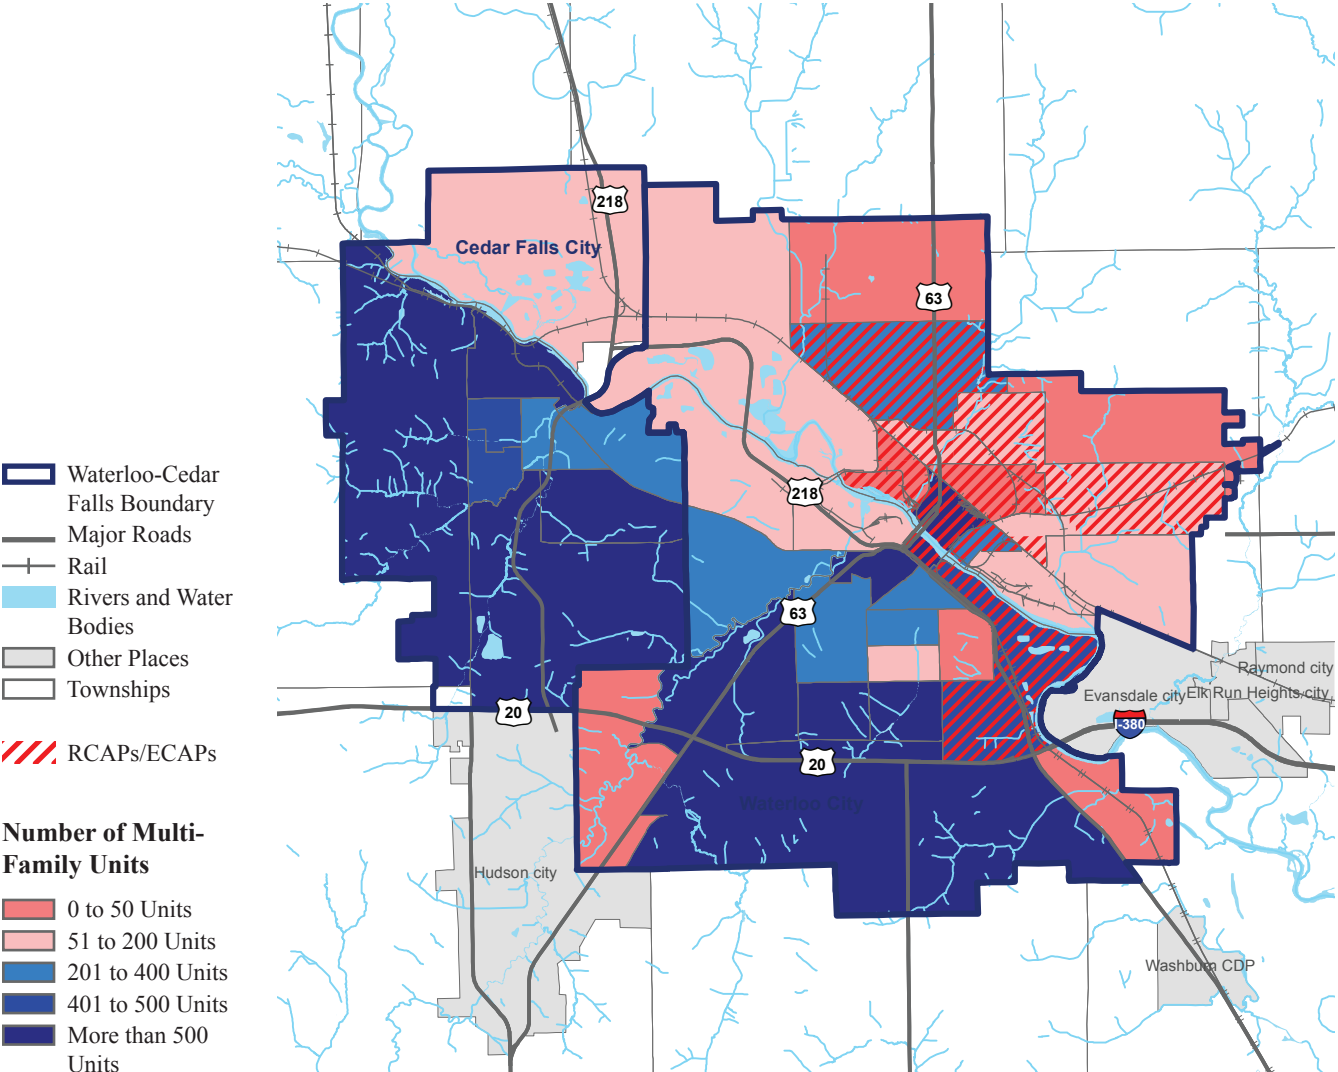 218
Cedar Falls City
63
Waterloo-Cedar
Falls Boundary
Major Roads
Rail
Rivers and Water
Bodies
Other Places
Townships
RCAPs/ECAPs
Number of Multi-
Family Units
0 to 50 Units
51 to 200 Units
201 to 400 Units
401 to 500 Units
More than 500
Units
218
63
Raymond city
Evansdale city
Elk Run Heights city
20
I-380
20
Waterloo City
Hudson city
Washburn CDP